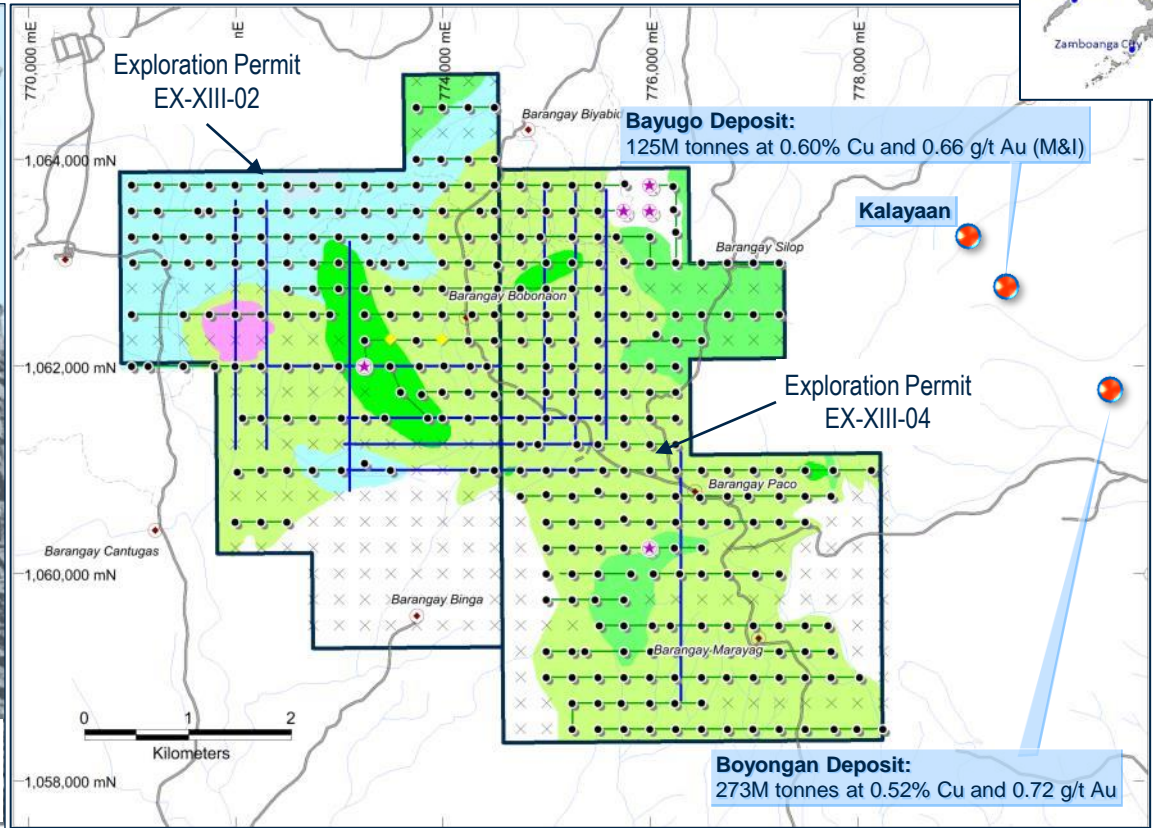 770,000 mE
mE
774,000 mE
776,000 mE
778,000 mE
Zamboanga City
Exploration Permit
EX-XIII-02
Bayugo Deposit:
125M tonnes at 0.60% Cu and 0.66 g/t Au (M&I)
1,064,000 mN
Kalayaan
Barangay Silop
Barangay Bobonaon
1,062,000 mN
Exploration Permit
EX-XIII-04
Barangay Paco
Barangay Cantugas
1,060,000 mN
Barangay Binga
Barangay Marayag
0 1 2
Kilometers
1,058,000 mN
Boyongan Deposit:
273M tonnes at 0.52% Cu and 0.72 g/t Au